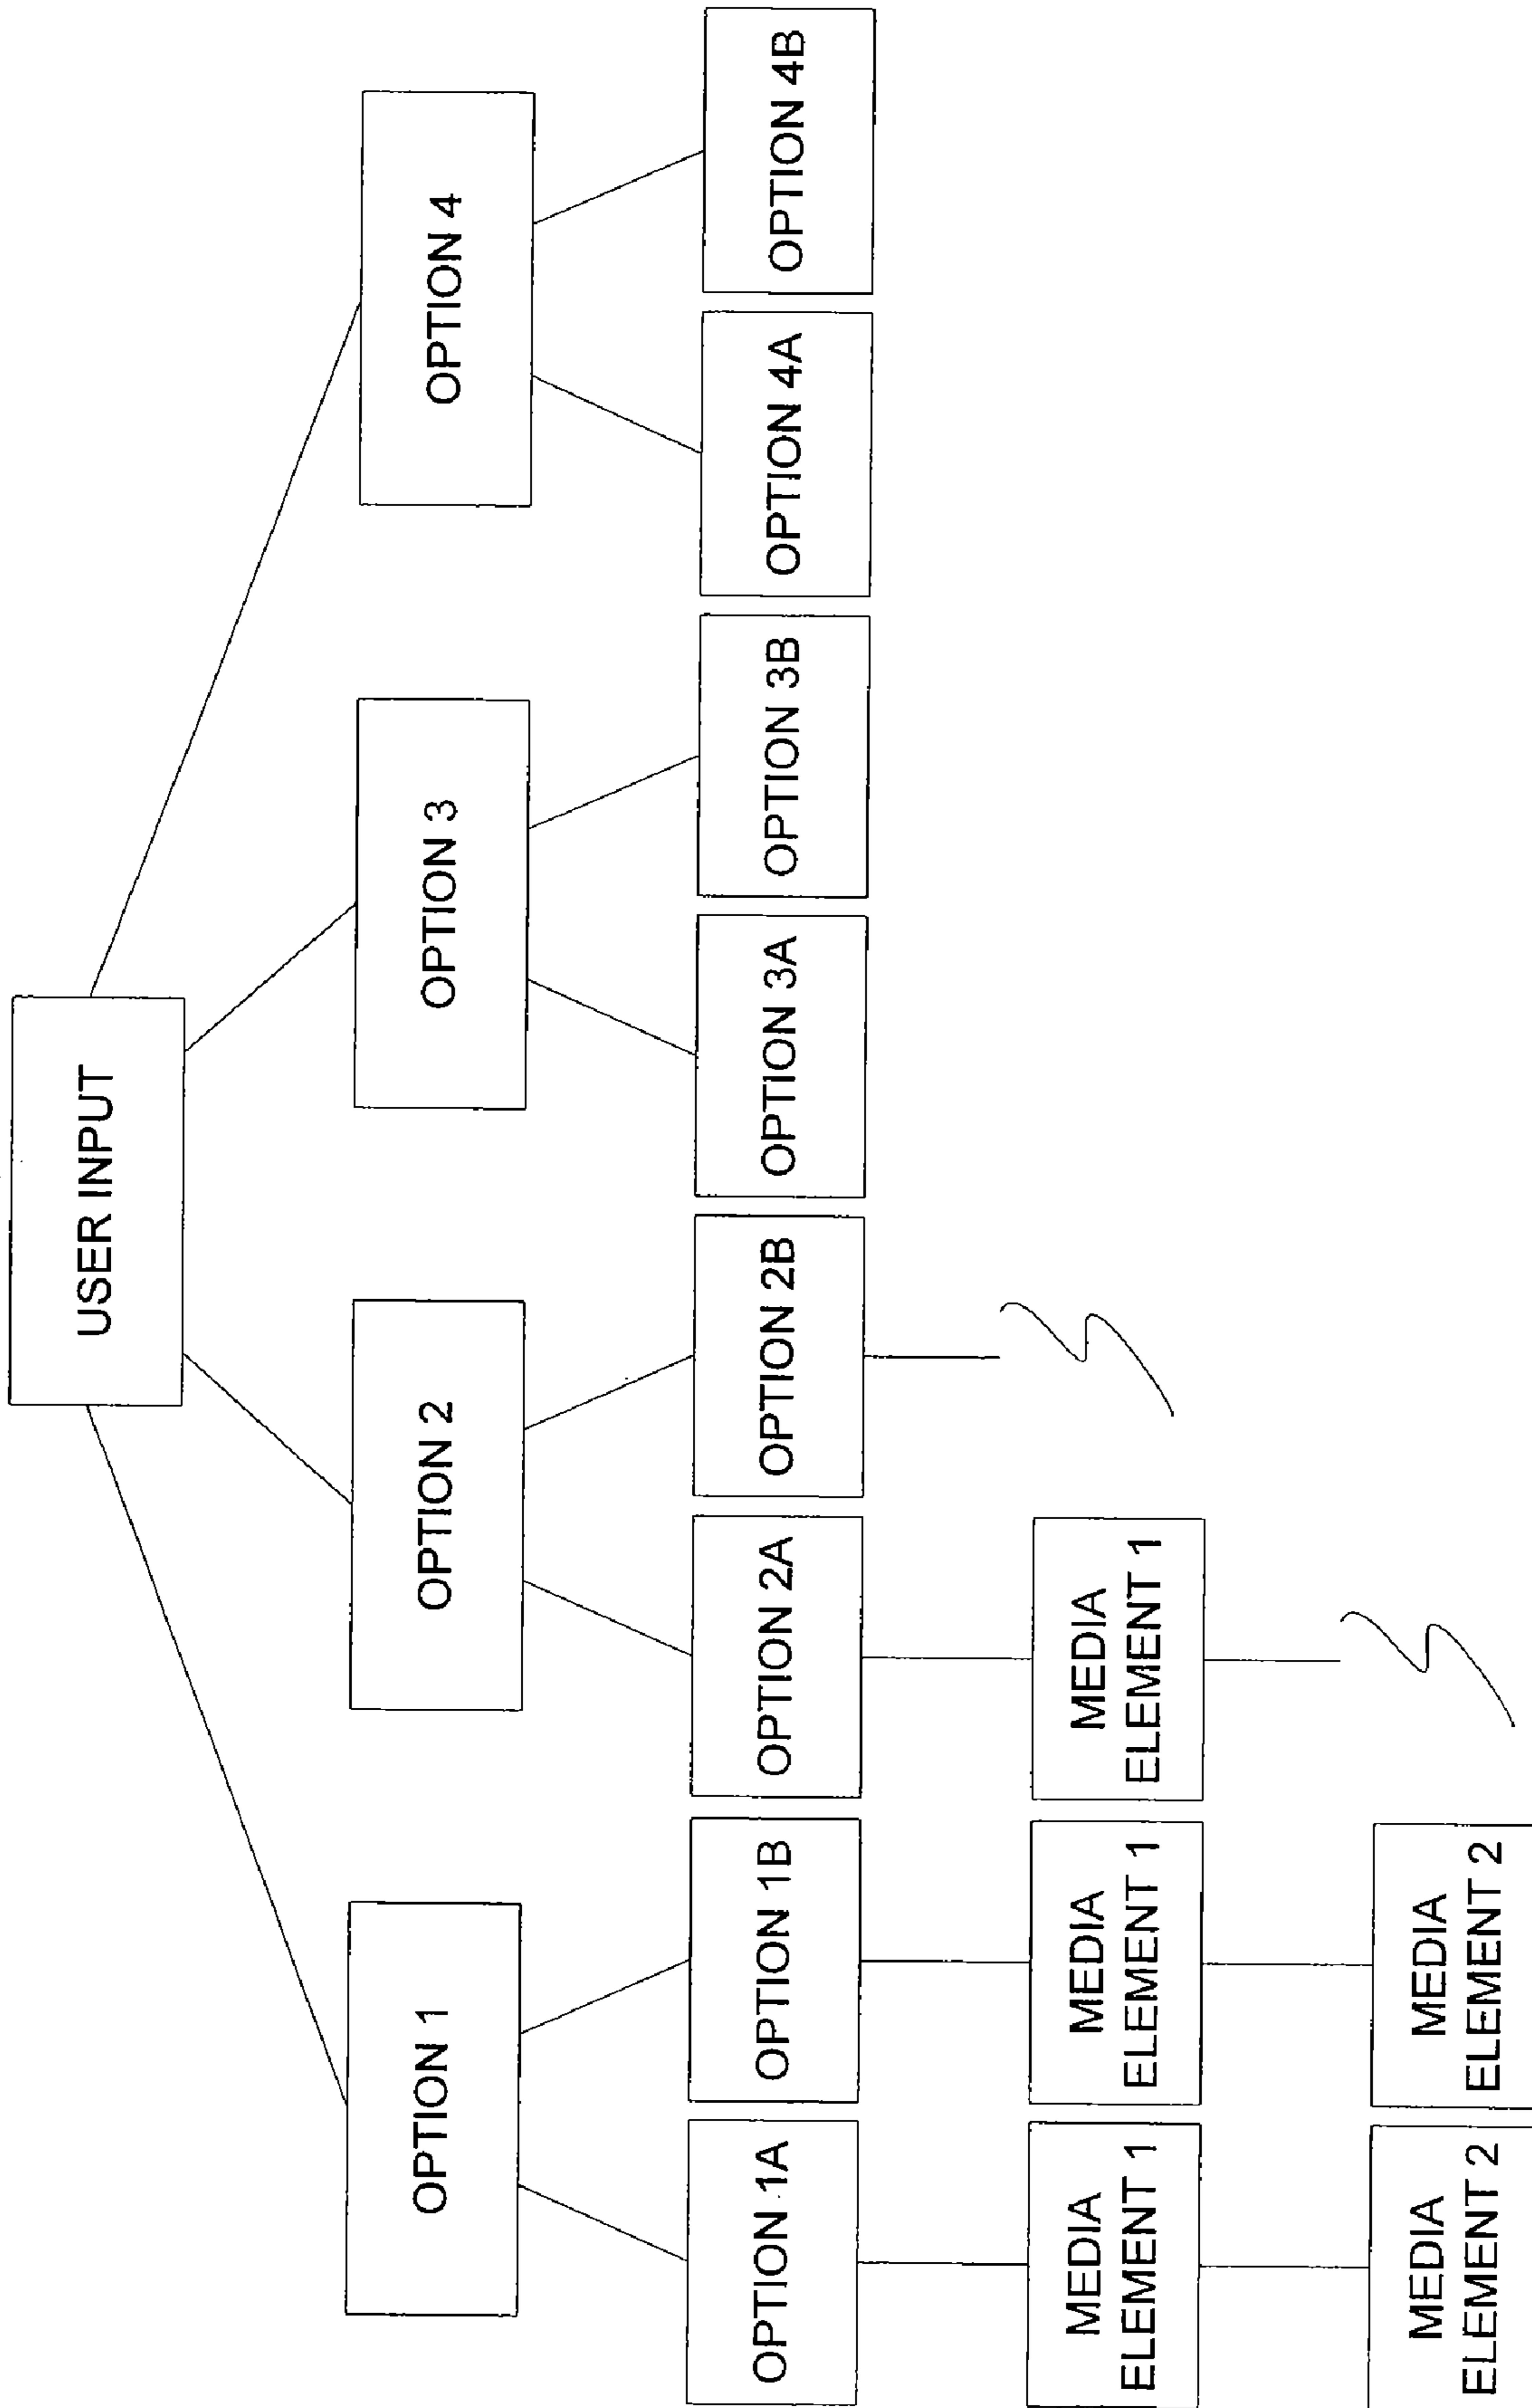 USER INPUT
OPTION 1
OPTION 2
OPTION 3
OPTION 4
OPTION 1A
OPTION 1B
OPTION 2A
OPTION 2B
OPTION 3A
OPTION 3B
OPTION 4A
OPTION 4B
MEDIA
ELEMENT 1
MEDIA
ELEMENT 1
MEDIA
ELEMENT 1
MEDIA
ELEMENT 2
MEDIA
ELEMENT 2